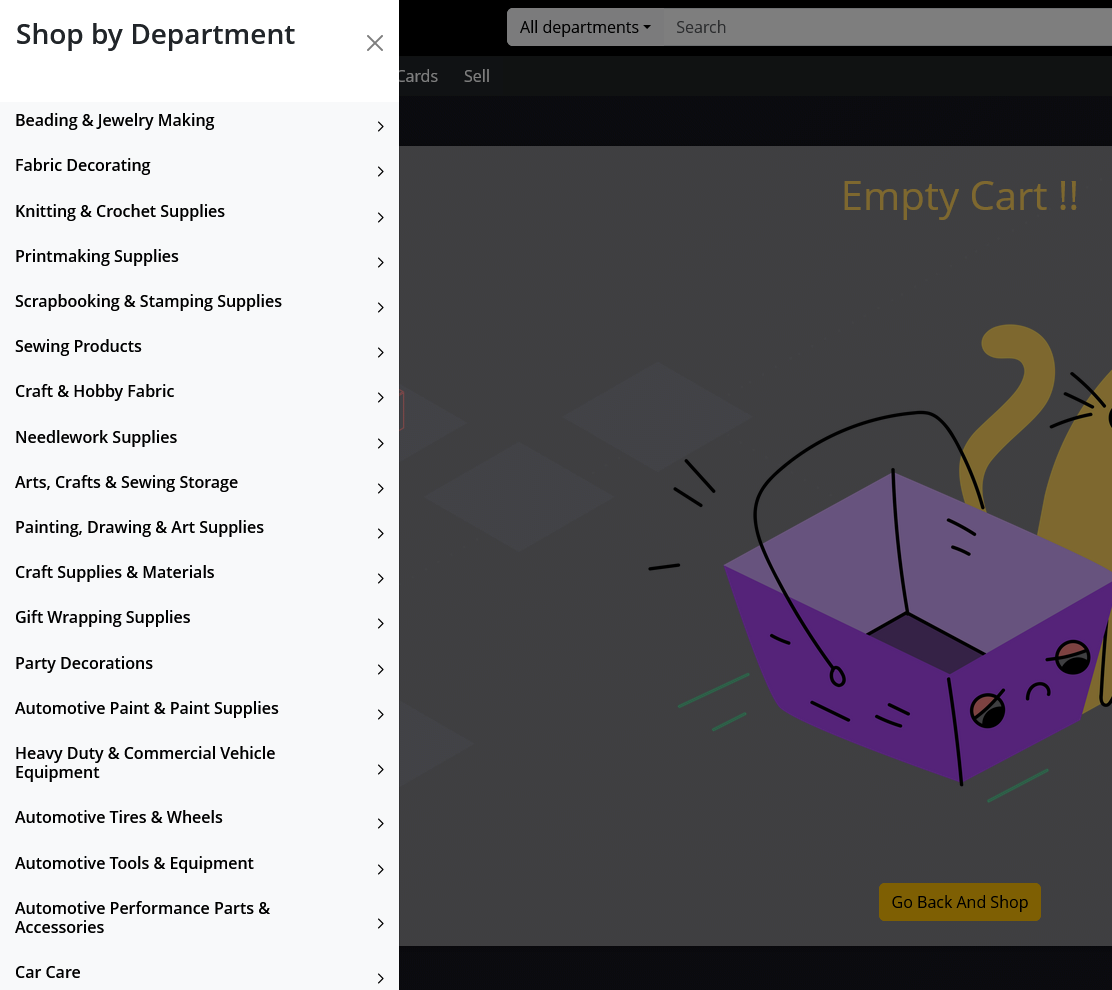 Shop by Department
All departments
Search
Cards
Sell
Beading & Jewelry Making
Fabric Decorating
Knitting & Crochet Supplies
Printmaking Supplies
Scrapbooking & Stamping Supplies
Sewing Products
Craft & Hobby Fabric
Needlework Supplies
Arts, Crafts & Sewing Storage
Painting, Drawing & Art Supplies
Craft Supplies & Materials
Gift Wrapping Supplies
Party Decorations
Automotive Paint & Paint Supplies
Heavy Duty & Commercial Vehicle
Equipment
Automotive Tires & Wheels
Automotive Tools & Equipment
Automotive Performance Parts &
Accessories
Car Care
Empty Cart !!
Go Back And Shop